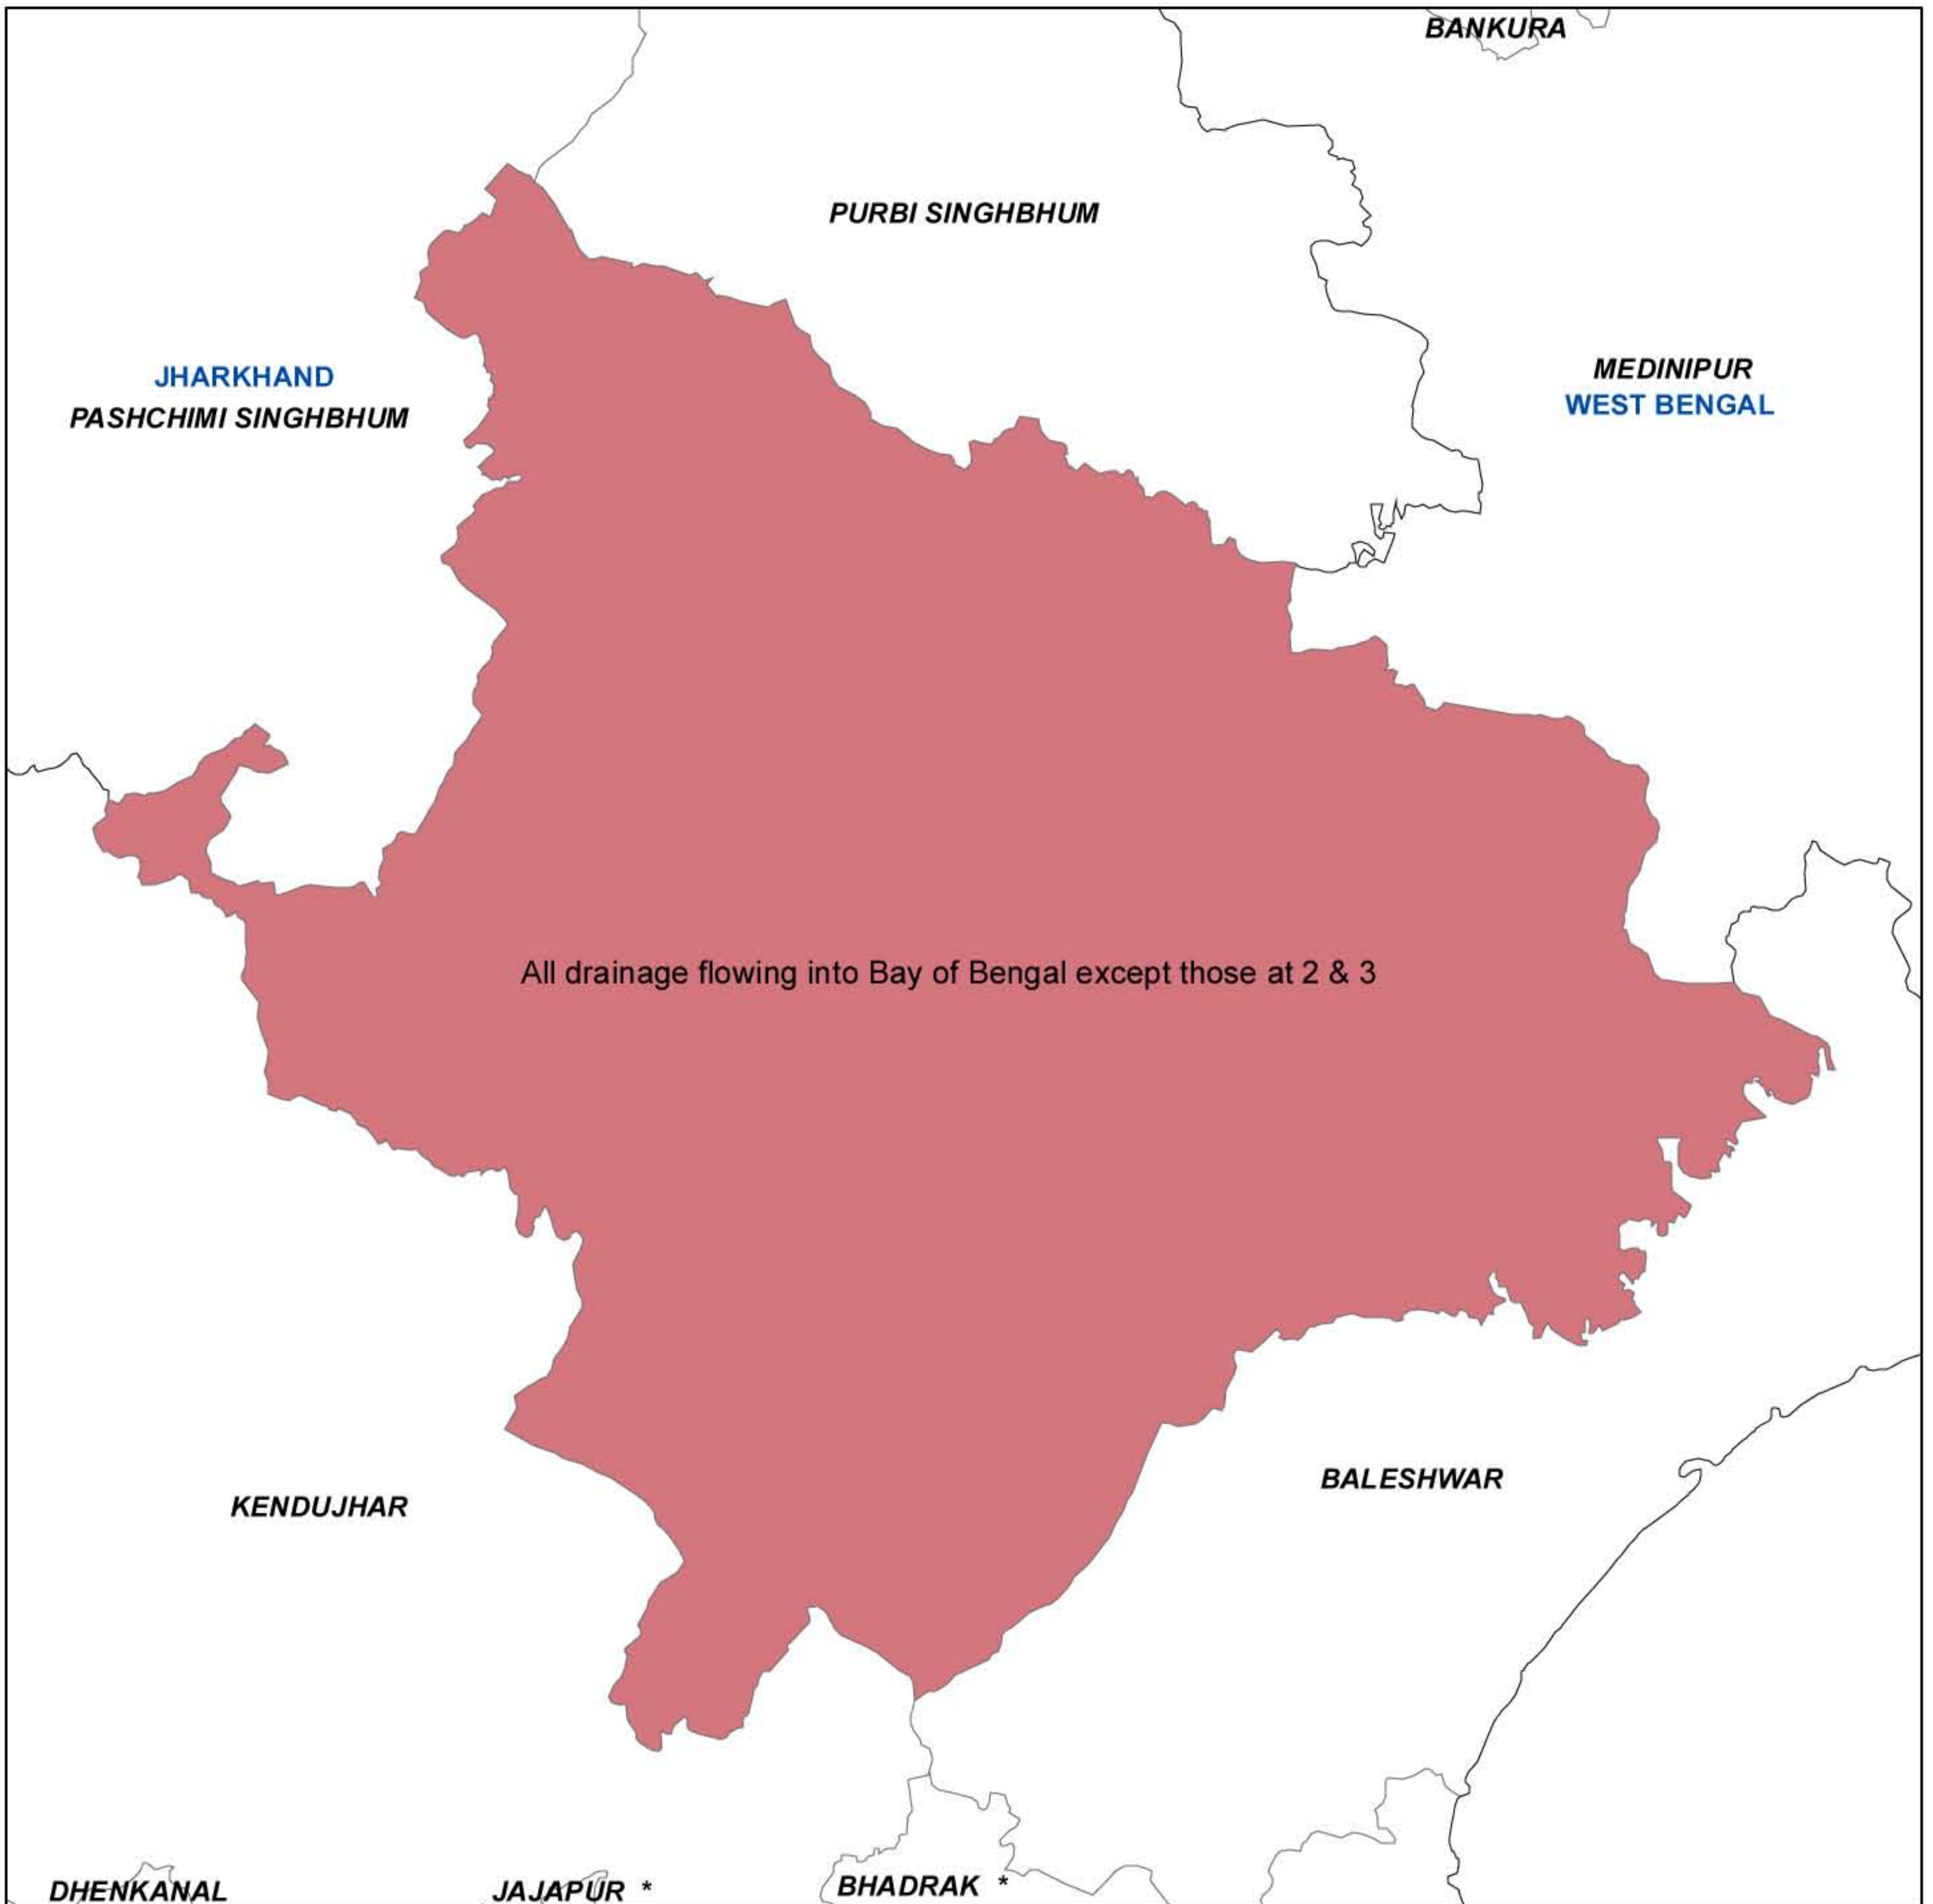 BANKURA
PURBI SINGHBHUM
JHARKHAND
PASHCHIMI SINGHBHUM
MEDINIPUR
WEST BENGAL
All drainage flowing into Bay of Bengal except those at 2 & 3
BALESHWAR
KENDUJHAR
DHENKANAL
JAJAPUR *
BHADRAK *